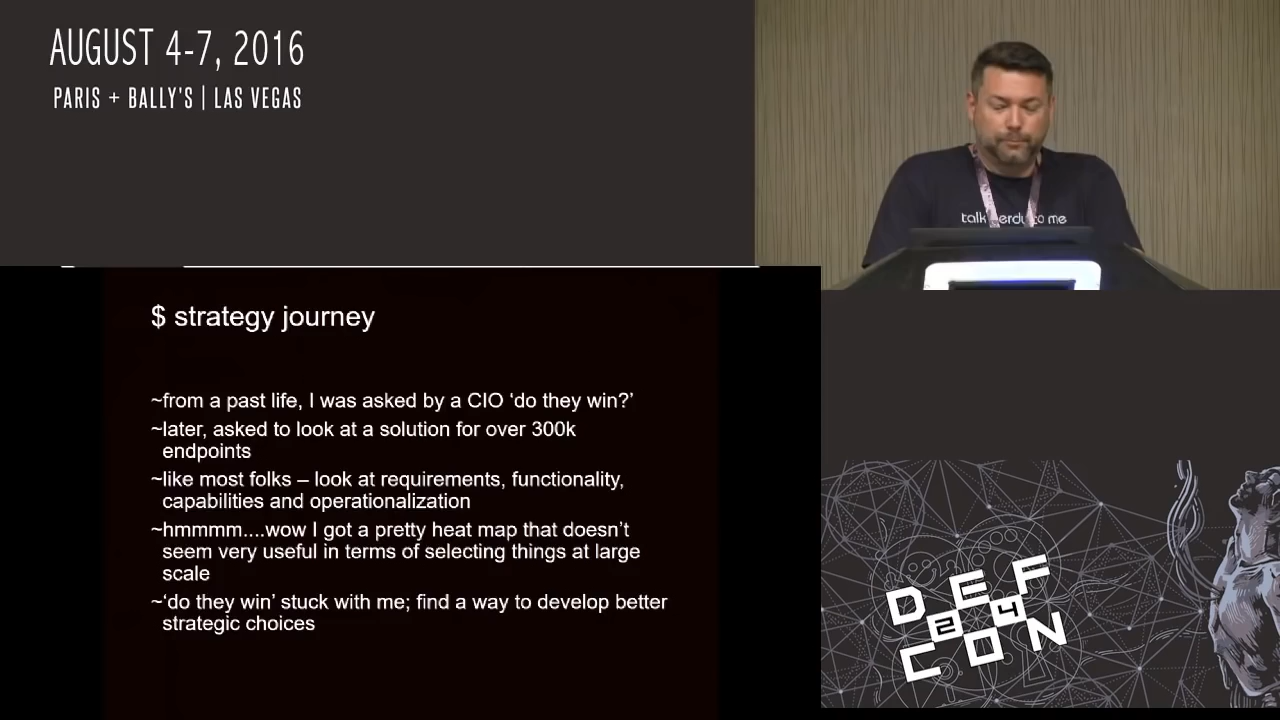 AUGUST 4-7, 2016
PARIS + BALLY'S | LAS VEGAS
talk nerdy to me
$ strategy journey
~from a past life, I was asked by a CIO ‘do they win?’
~later, asked to look at a solution for over 300k
endpoints
~like most folks – look at requirements, functionality,
capabilities and operationalization
~hmmmm....wow I got a pretty heat map that doesn’t
seem very useful in terms of selecting things at large
scale
~‘do they win’ stuck with me; find a way to develop better
strategic choices
DEF
24
CON